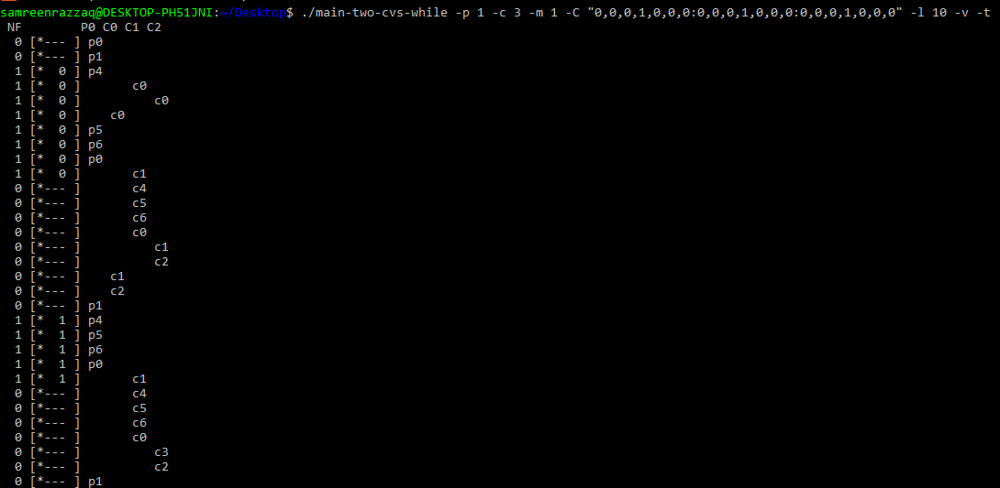 samreenrazzaq@DESKTOP-PH51JNI:~/Desktop$ ./main-two-cvs-while -p 1 -c 3 -m 1 -C "0,0,0,1,0,0,0:0,0,0,1,0,0,0:0,0,0,1,0,0,0" -l 10 -v -t
 NF        P0 C0 C1 C2
  0 [*--- ] p0
  0 [*--- ] p1
  1 [*  0 ] p4
  1 [*  0 ]       c0
  1 [*  0 ]          c0
  1 [*  0 ]    c0
  1 [*  0 ] p5
  1 [*  0 ] p6
  1 [*  0 ] p0
  1 [*  0 ]       c1
  0 [*--- ]       c4
  0 [*--- ]       c5
  0 [*--- ]       c6
  0 [*--- ]       c0
  0 [*--- ]          c1
  0 [*--- ]          c2
  0 [*--- ]    c1
  0 [*--- ]    c2
  0 [*--- ] p1
  1 [*  1 ] p4
  1 [*  1 ] p5
  1 [*  1 ] p6
  1 [*  1 ] p0
  1 [*  1 ]       c1
  0 [*--- ]       c4
  0 [*--- ]       c5
  0 [*--- ]       c6
  0 [*--- ]       c0
  0 [*--- ]          c3
  0 [*--- ]          c2
  0 [*--- ] p1